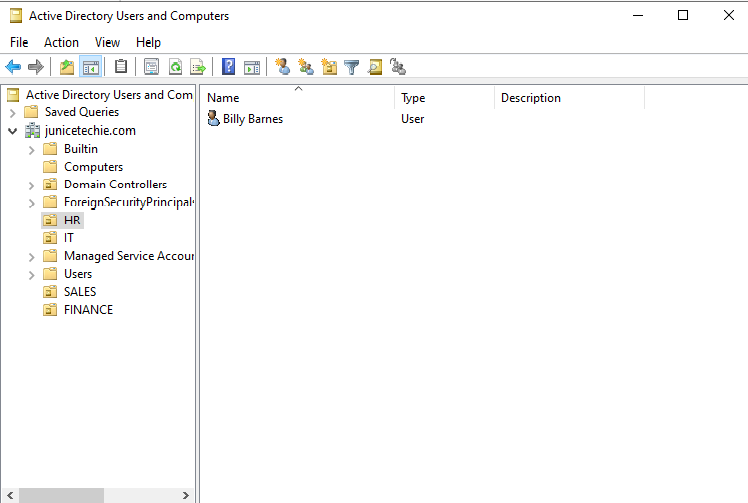 Active Directory Users and Computers
File Action View Help
Active Directory Users and Com
Name Type Description
Saved Queries
Billy Barnes User
junicetechie.com
Builtin
Computers
Domain Controllers
ForeignSecurityPrincipals
HR
IT
Managed Service Accour
Users
SALES
FINANCE